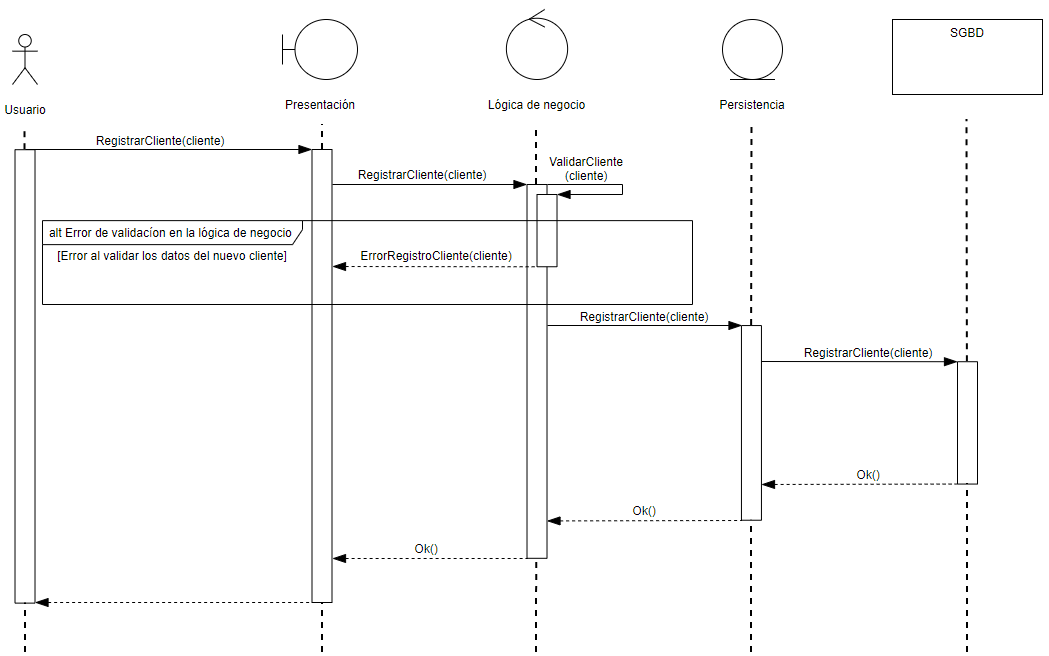 SGBD
Usuario
Presentación
Lógica de negocio
Persistencia
RegistrarCliente(cliente)
RegistrarCliente(cliente)
ValidarCliente
(cliente)
alt Error de validacíon en la lógica de negocio
[Error al validar los datos del nuevo cliente]
ErrorRegistroCliente(cliente)
RegistrarCliente(cliente)
RegistrarCliente(cliente)
Ok()
Ok()
Ok()